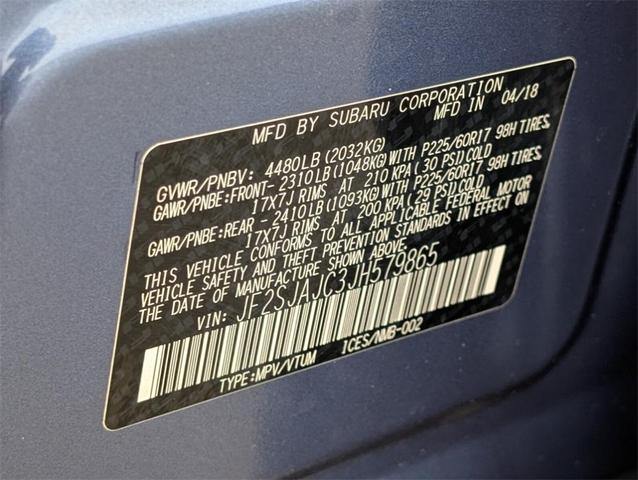 MFD BY SUBARU CORPORATION
MFD IN 04/18
GVWR/PNBV: 4480LB (2032KG)
GAWR/PNBE:FRONT- 2310LB (1048KG) WITH P225/60R17 98H TIRES,
17X7J RIMS AT 210 KPA (30 PSI) COLD
GAWR/PNBE:REAR - 2410LB (1093KG) WITH P225/60R17 98H TIRES,
17X7J RIMS AT 200 KPA (29 PSI) COLD
THIS VEHICLE CONFORMS TO ALL APPLICABLE FEDERAL MOTOR
VEHICLE SAFETY AND THEFT PREVENTION STANDARDS IN EFFECT ON
THE DATE OF MANUFACTURE SHOWN ABOVE.
VIN: JF2SJAJC3JH579865
TYPE:MPV/VTUM ICES/NMB-002